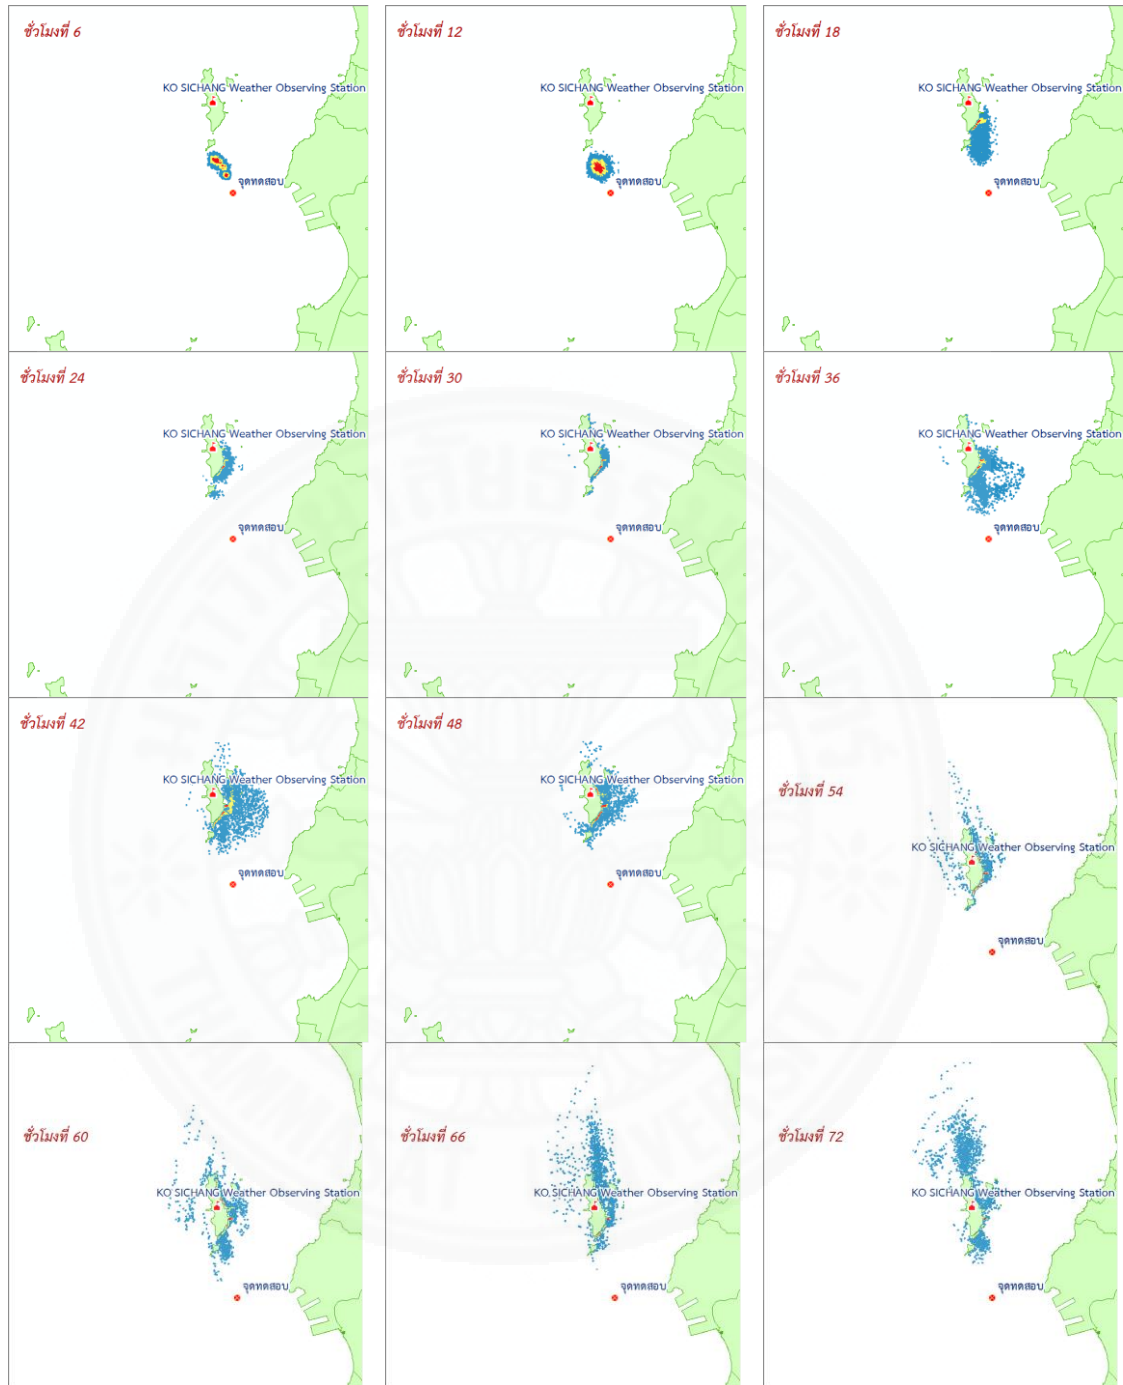 ชั่วโมงที่ 6
KO SICHANG Weather Observing Station
จุดทดสอบ
ชั่วโมงที่ 12
KO SICHANG Weather Observing Station
จุดทดสอบ
ชั่วโมงที่ 18
KO SICHANG Weather Observing Station
จุดทดสอบ
ชั่วโมงที่ 24
KO SICHANG Weather Observing Station
จุดทดสอบ
ชั่วโมงที่ 30
KO SICHANG Weather Observing Station
จุดทดสอบ
ชั่วโมงที่ 36
KO SICHANG Weather Observing Station
จุดทดสอบ
ชั่วโมงที่ 42
KO SICHANG Weather Observing Station
จุดทดสอบ
ชั่วโมงที่ 48
KO SICHANG Weather Observing Station
จุดทดสอบ
ชั่วโมงที่ 54
KO SICHANG Weather Observing Station
จุดทดสอบ
ชั่วโมงที่ 60
KO SICHANG Weather Observing Station
จุดทดสอบ
ชั่วโมงที่ 66
KO SICHANG Weather Observing Station
จุดทดสอบ
ชั่วโมงที่ 72
KO SICHANG Weather Observing Station
จุดทดสอบ